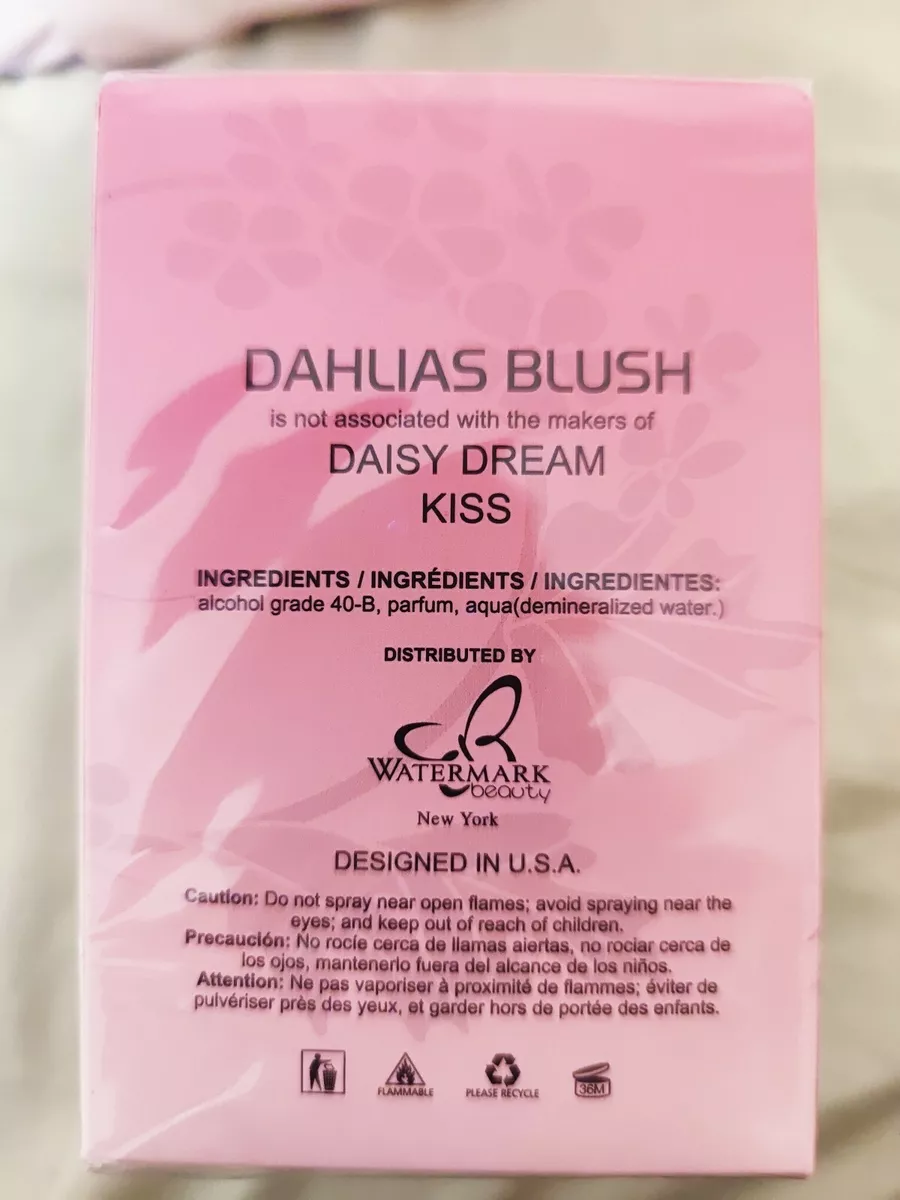 DAHLIAS BLUSH
is not associated with the makers of
DAISY DREAM
KISS
INGREDIENTS / INGRÉDIENTS / INGREDIENTES:
alcohol grade 40-B, parfum, aqua(demineralized water.)
DISTRIBUTED BY
WATERMARK
beauty
New York
DESIGNED IN U.S.A.
Caution: Do not spray near open flames; avoid spraying near the
eyes; and keep out of reach of children.
Precaución: No rocíe cerca de llamas aiertas, no rociar cerca de
los ojos, mantenerlo fuera del alcance de los niños.
Attention: Ne pas vaporiser à proximité de flammes; éviter de
pulvériser près des yeux, et garder hors de portée des enfants.
FLAMMABLE PLEASE RECYCLE 36M